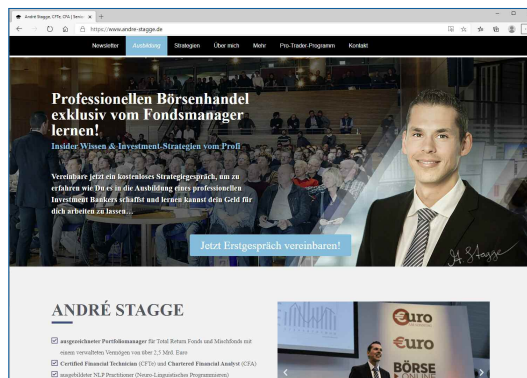 André Stagge, CFTe, CFA | Semin
https://www.andre-stagge.de
Newsletter Ausbildung Strategien Über mich Mehr Pro-Trader-Programm Kontakt
Professionellen Börsenhandel
exklusiv vom Fondsmanager
lernen!
Insider Wissen & Investment-Strategien vom Profi
Vereinbare jetzt ein kostenloses Strategiegespräch, um zu
erfahren wie Du es in die Ausbildung eines professionellen
Investment Bankers schaffst und lernen kannst dein Geld für
dich arbeiten zu lassen…
Jetzt Erstgespräch vereinbaren!
A. Stagge
ANDRÉ STAGGE
ausgezeichneter Portfoliomanager für Total Return Fonds und Mischfonds mit
einem verwalteten Vermögen von über 2,5 Mrd. Euro
Certified Financial Technician (CFTe) und Chartered Financial Analyst (CFA)
ausgebildeter NLP Practitioner (Neuro-Linguistisches Programmieren)
€uro
€uro
BÖRSE
ONLINE